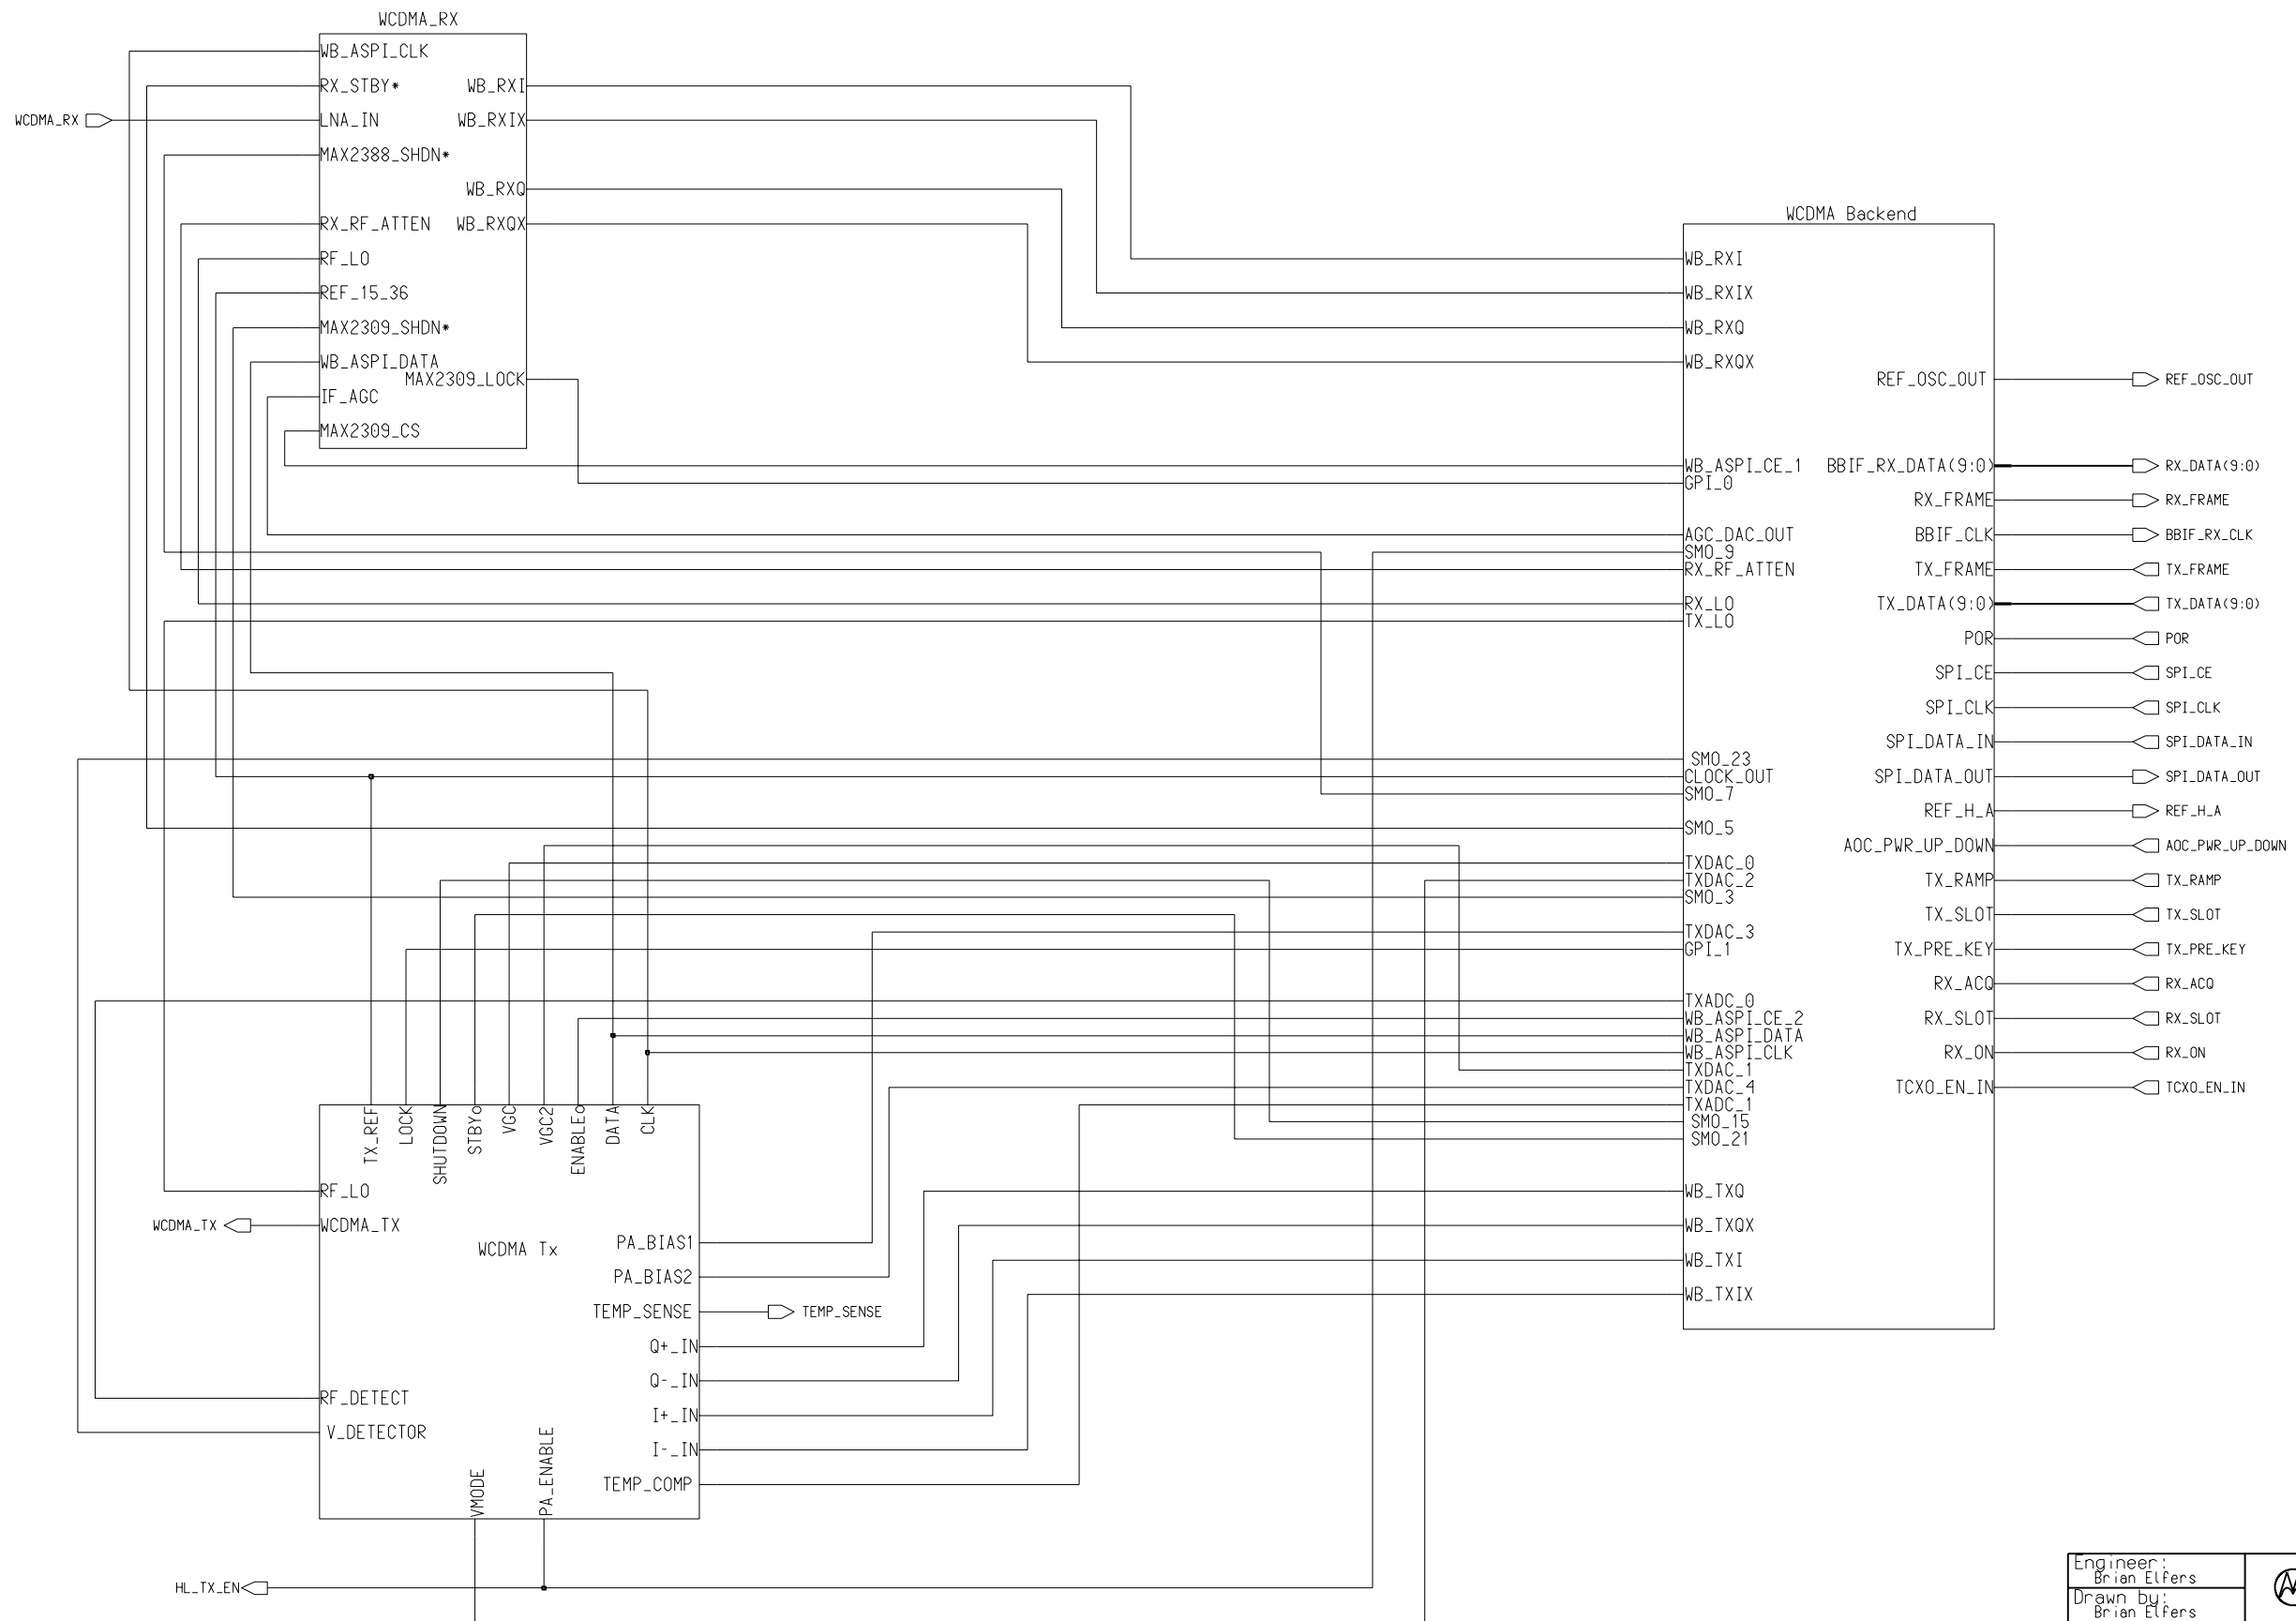 WCDMA_RX
WB_ASPI_CLK
RX_STBY*
WB_RXI
WCDMA_RX
LNA_IN
WB_RXIX
MAX2388_SHDN*
WB_RXQ
RX_RF_ATTEN
WB_RXQX
RF_LO
REF_15_36
MAX2309_SHDN*
WB_ASPI_DATA
MAX2309_LOCK
IF_AGC
MAX2309_CS
WCDMA Backend
WB_RXI
WB_RXIX
WB_RXQ
WB_RXQX
REF_OSC_OUT
REF_OSC_OUT
WB_ASPI_CE_1
BBIF_RX_DATA(9:0)
RX_DATA(9:0)
GPI_0
RX_FRAME
RX_FRAME
AGC_DAC_OUT
BBIF_CLK
BBIF_RX_CLK
SMO_9
RX_RF_ATTEN
TX_FRAME
TX_FRAME
RX_LO
TX_DATA(9:0)
TX_DATA(9:0)
TX_LO
POR
POR
SPI_CE
SPI_CE
SPI_CLK
SPI_CLK
SPI_DATA_IN
SPI_DATA_IN
SMO_23
CLOCK_OUT
SPI_DATA_OUT
SPI_DATA_OUT
SMO_7
REF_H_A
REF_H_A
SMO_5
AOC_PWR_UP_DOWN
AOC_PWR_UP_DOWN
TXDAC_0
TXDAC_2
TX_RAMP
TX_RAMP
SMO_3
TX_SLOT
TX_SLOT
TXDAC_3
GPI_1
TX_PRE_KEY
TX_PRE_KEY
RX_ACQ
RX_ACQ
TXADC_0
WB_ASPI_CE_2
RX_SLOT
RX_SLOT
WB_ASPI_DATA
WB_ASPI_CLK
RX_ON
RX_ON
TXDAC_1
TXDAC_4
TCXO_EN_IN
TCXO_EN_IN
TXADC_1
SMO_15
SMO_21
WB_TXQ
WB_TXQX
WB_TXI
WB_TXIX
TX_REF
LOCK
SHUTDOWN
STBYo
VGC
VGC2
ENABLEo
DATA
CLK
RF_LO
WCDMA_TX
WCDMA_TX
WCDMA Tx
PA_BIAS1
PA_BIAS2
TEMP_SENSE
TEMP_SENSE
Q+_IN
Q-_IN
RF_DETECT
I+_IN
V_DETECTOR
I-_IN
TEMP_COMP
VMODE
PA_ENABLE
HL_TX_EN
Engineer:
Brian Elfers
Drawn by:
Brian Elfers